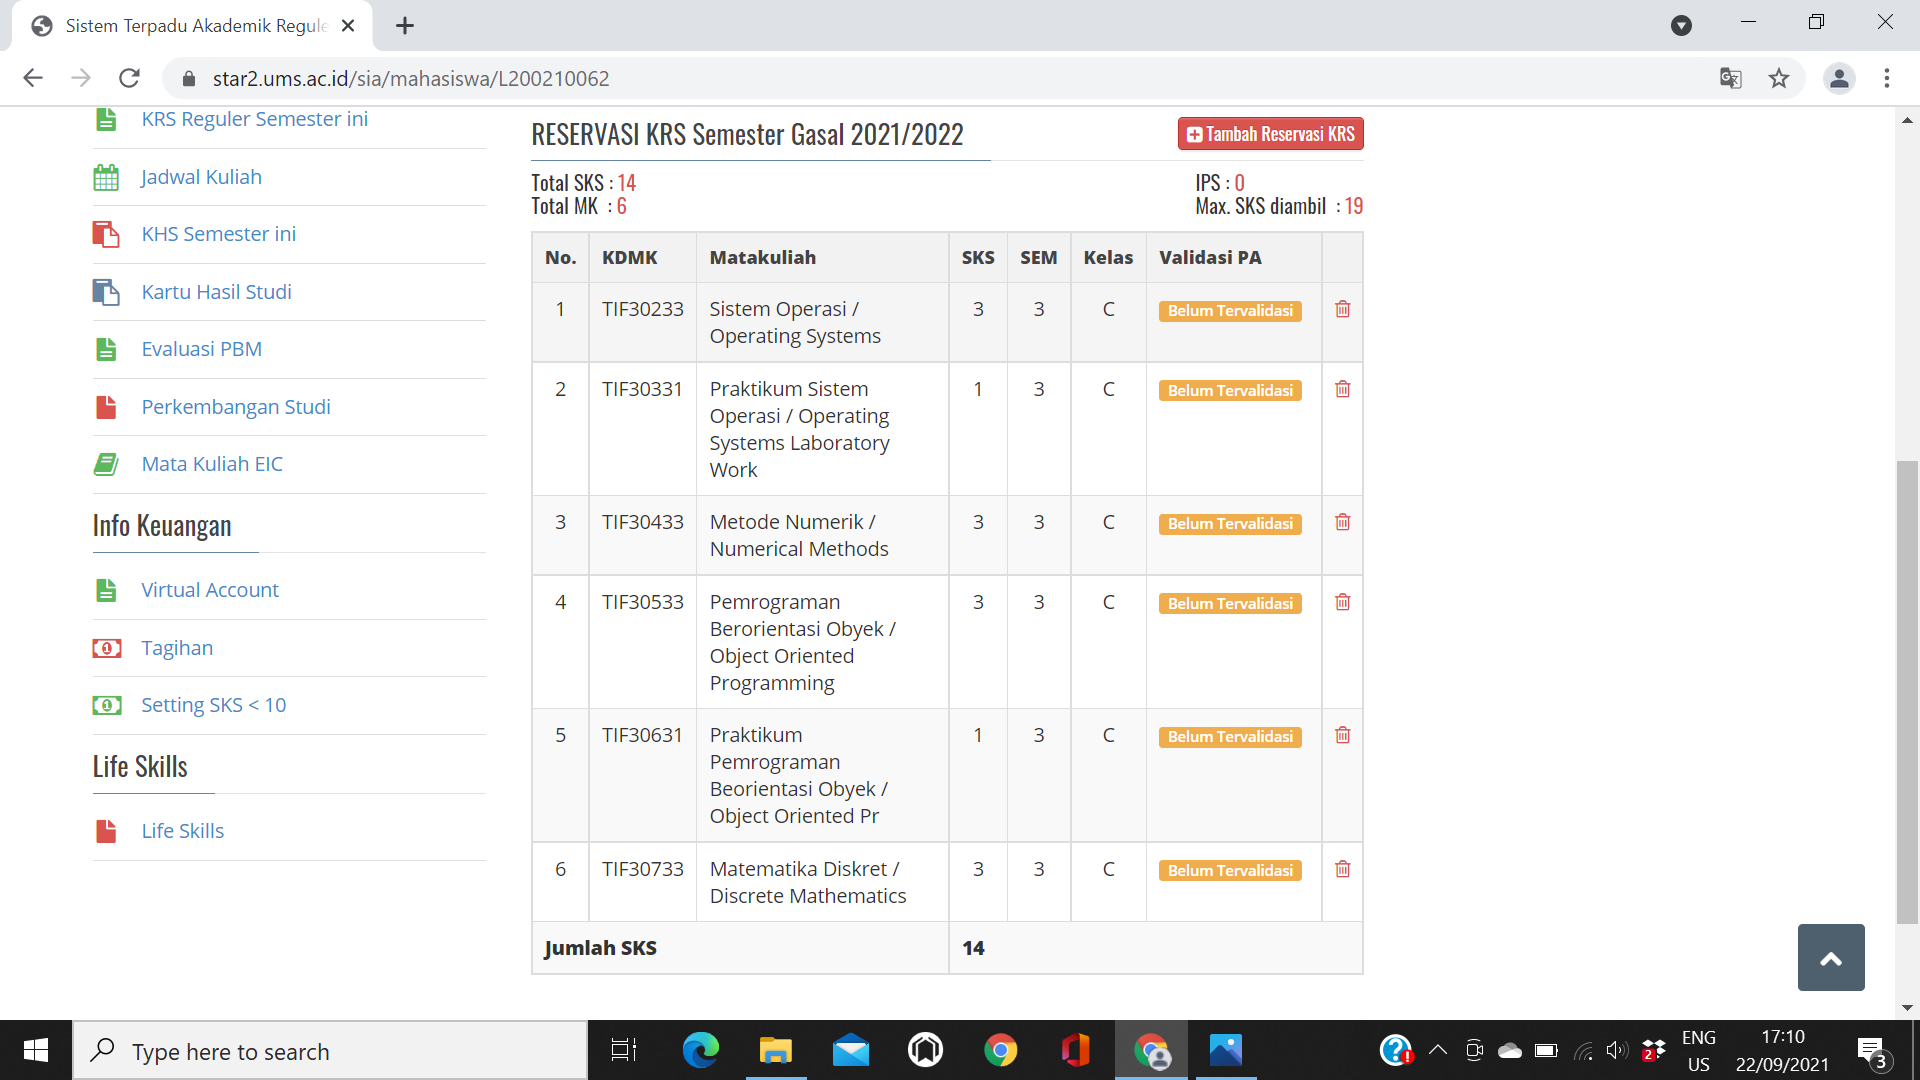 Sistem Terpadu Akademik Regule
star2.ums.ac.id/sia/mahasiswa/L200210062
KRS Reguler Semester ini
Jadwal Kuliah
KHS Semester ini
Kartu Hasil Studi
Evaluasi PBM
Perkembangan Studi
Mata Kuliah EIC
Info Keuangan
Virtual Account
Tagihan
Setting SKS < 10
Life Skills
Life Skills
RESERVASI KRS Semester Gasal 2021/2022
Tambah Reservasi KRS
Total SKS : 14
Total MK : 6
IPS : 0
Max. SKS diambil : 19
No. KDMK Matakuliah SKS SEM Kelas Validasi PA
1 TIF30233 Sistem Operasi / 3 3 C Belum Tervalidasi
Operating Systems
2 TIF30331 Praktikum Sistem 1 3 C Belum Tervalidasi
Operasi / Operating
Systems Laboratory
Work
3 TIF30433 Metode Numerik / 3 3 C Belum Tervalidasi
Numerical Methods
4 TIF30533 Pemrograman 3 3 C Belum Tervalidasi
Berorientasi Obyek /
Object Oriented
Programming
5 TIF30631 Praktikum 1 3 C Belum Tervalidasi
Pemrograman
Beorientasi Obyek /
Object Oriented Pr
6 TIF30733 Matematika Diskret / 3 3 C Belum Tervalidasi
Discrete Mathematics
Jumlah SKS 14
Type here to search
2
ENG
US
17:10
22/09/2021
3